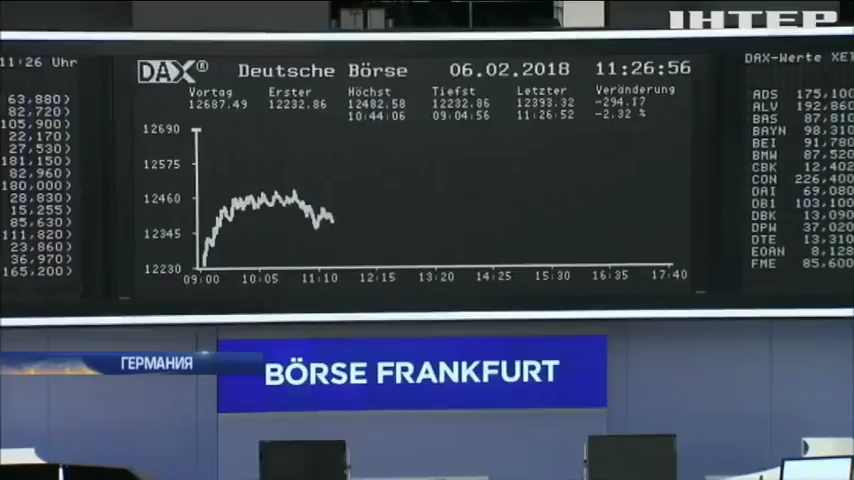 ІНТЕР
11:26 Uhr
DAX-Werte XET
DAX® Deutsche Börse 06.02.2018 11:26:56
Vortag Erster Höchst Tiefst Letzter Veränderung
12687.49 12232.86 12482.58 12232.86 12393.32 -294.17
10:44:06 09:04:56 11:26:52 -2.32 %
12690
12575
12460
12345
12230
09:00 10:05 11:10 12:15 13:20 14:25 15:30 16:35 17:40
63,880)
82,720)
105,900)
22,170)
27,530)
181,150)
82,960)
180,000)
28,830)
15,255)
85,630)
111,820)
23,860)
36,970)
165,200)
ADS 175,100
ALV 192,860
BAS 87,810
BAYN 98,310
BEI 91,780
BMW 87,520
CBK 12,402
CON 226,400
DAI 69,080
DB1 103,100
DBK 13,090
DPW 37,020
DTE 13,310
EOAN 8,128
FME 85,600
ГЕРМАНИЯ
BÖRSE FRANKFURT